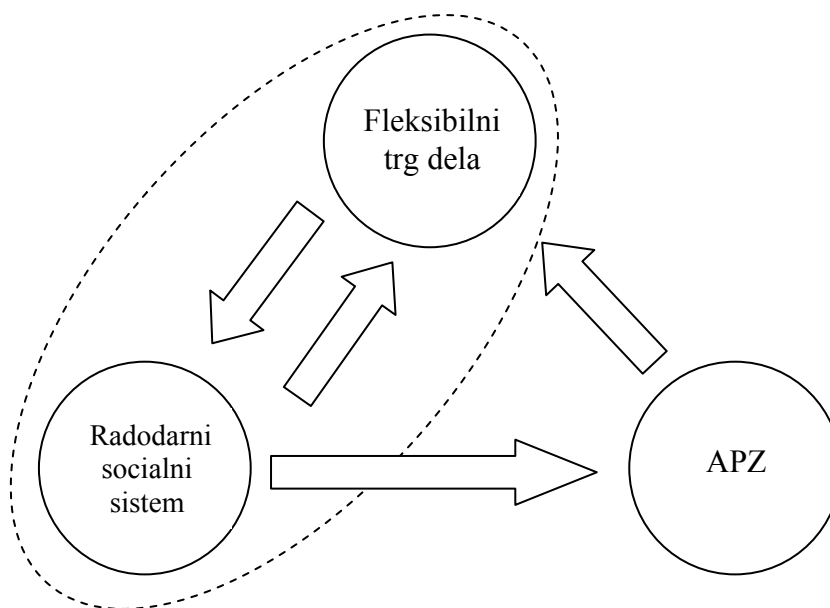 Fleksibilni
trg dela
Radodarni
socialni
sistem
APZ